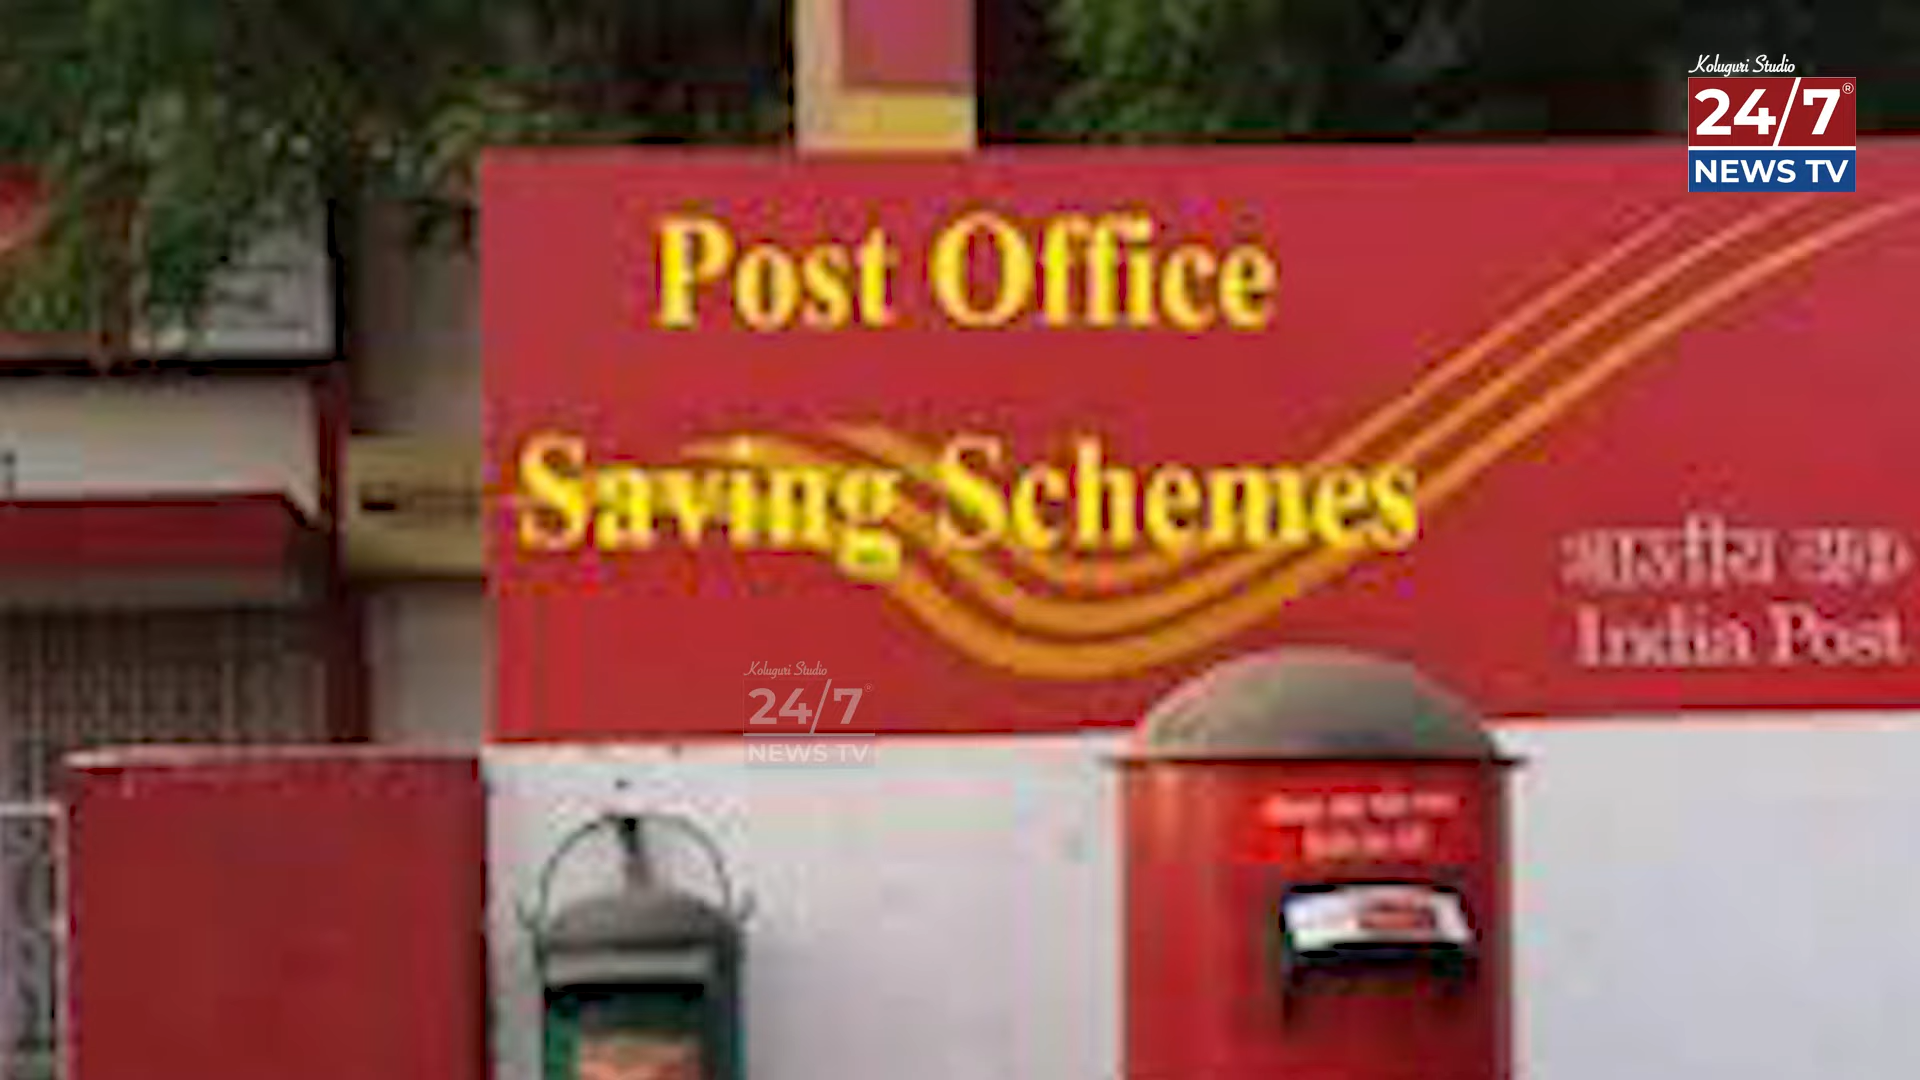 Koluguri Studio
24/7®
NEWS TV
Post Office
Saving Schemes
भारतीय डाक
India Post
Koluguri Studio
24/7®
NEWS TV